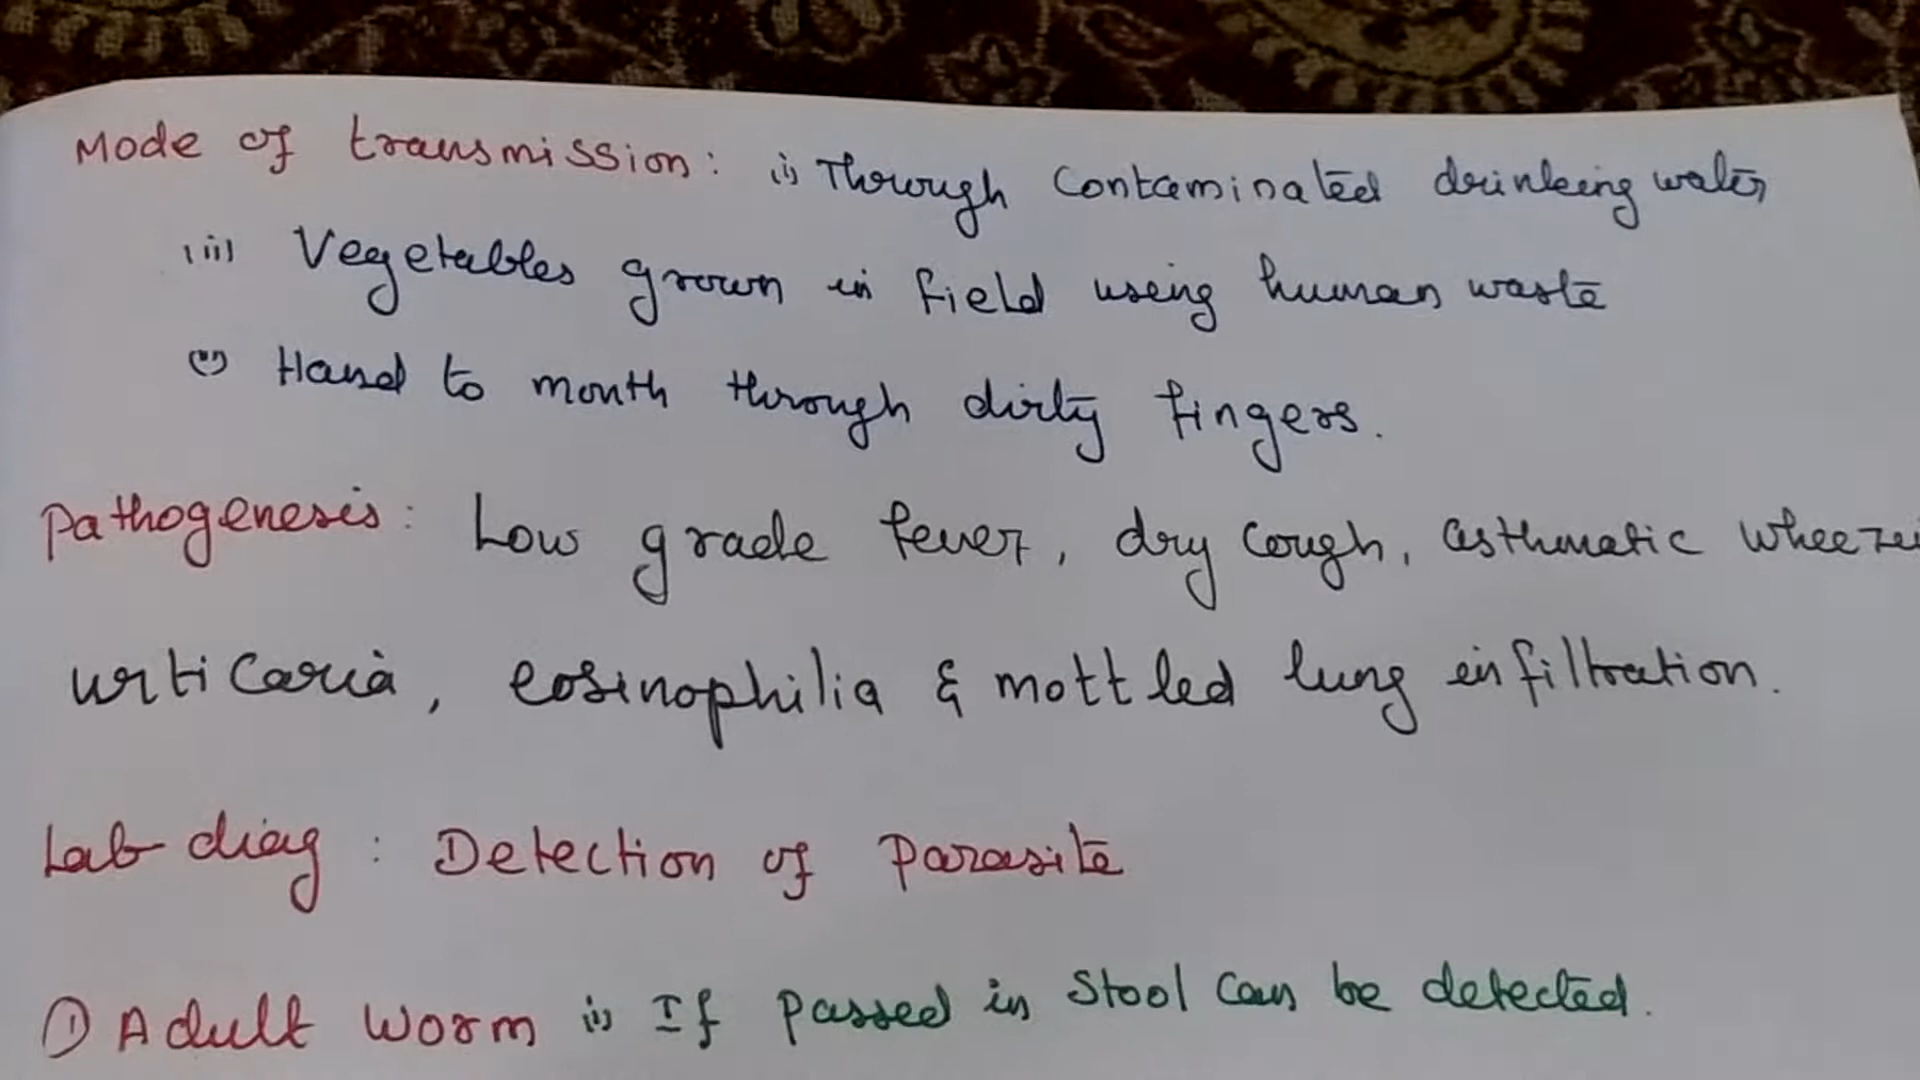 Mode of transmission: (i) Through Contaminated drinking water
(ii) Vegetables grown in field using human waste
(iii) Hand to month through dirty fingers.
Pathogenesis: Low grade fever, dry cough, asthmatic wheezi
urticaria, eosinophilia & mottled lung infiltration.
Lab diag : Detection of Parasite
① Adult worm (i) If passed in Stool can be detected.